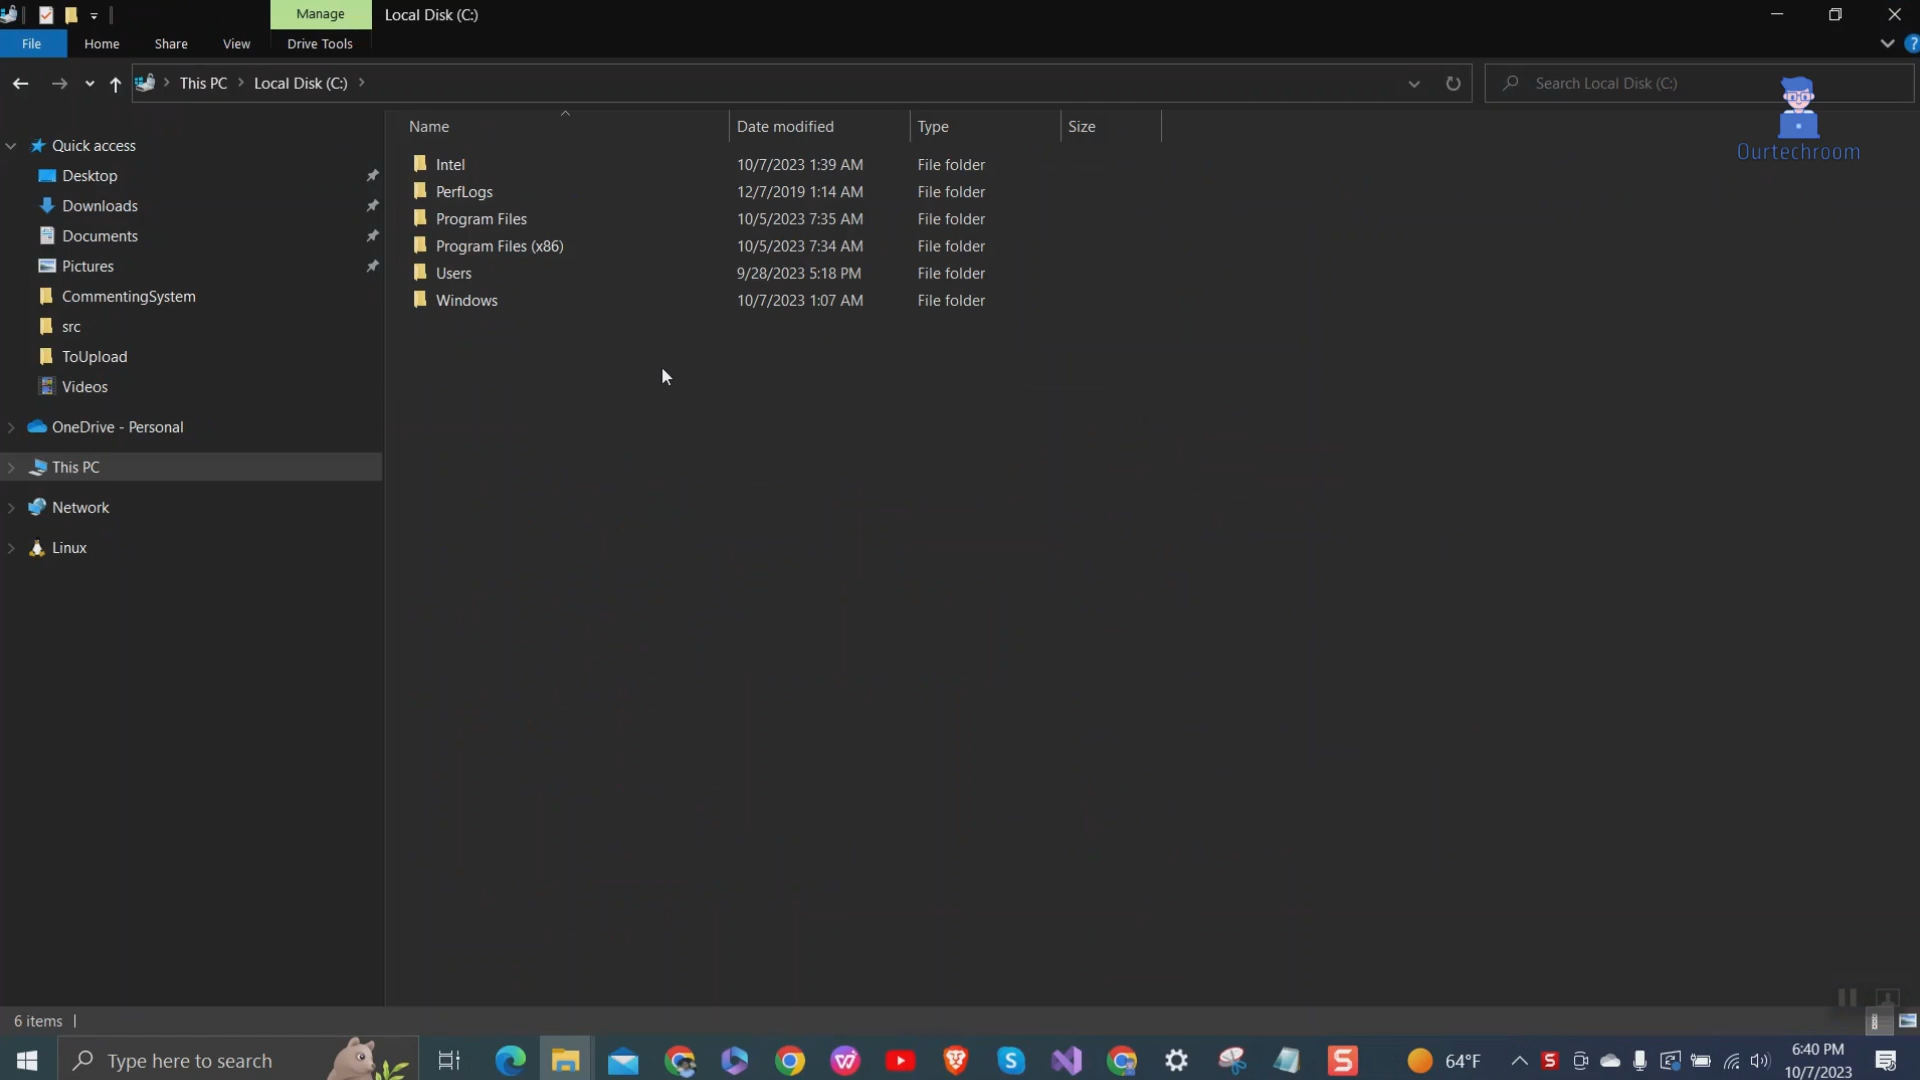 Manage
Local Disk (C:)
File
Home
Share
View
Drive Tools
?
This PC
Local Disk (C:)
Search Local Disk (C:)
Ourtechroom
Name
Date modified
Type
Size
Quick access
Desktop
Downloads
Documents
Pictures
CommentingSystem
src
ToUpload
Videos
OneDrive - Personal
This PC
Network
Linux
Intel 10/7/2023 1:39 AM File folder
PerfLogs 12/7/2019 1:14 AM File folder
Program Files 10/5/2023 7:35 AM File folder
Program Files (x86) 10/5/2023 7:34 AM File folder
Users 9/28/2023 5:18 PM File folder
Windows 10/7/2023 1:07 AM File folder
6 items
Type here to search
64°F
6:40 PM
10/7/2023